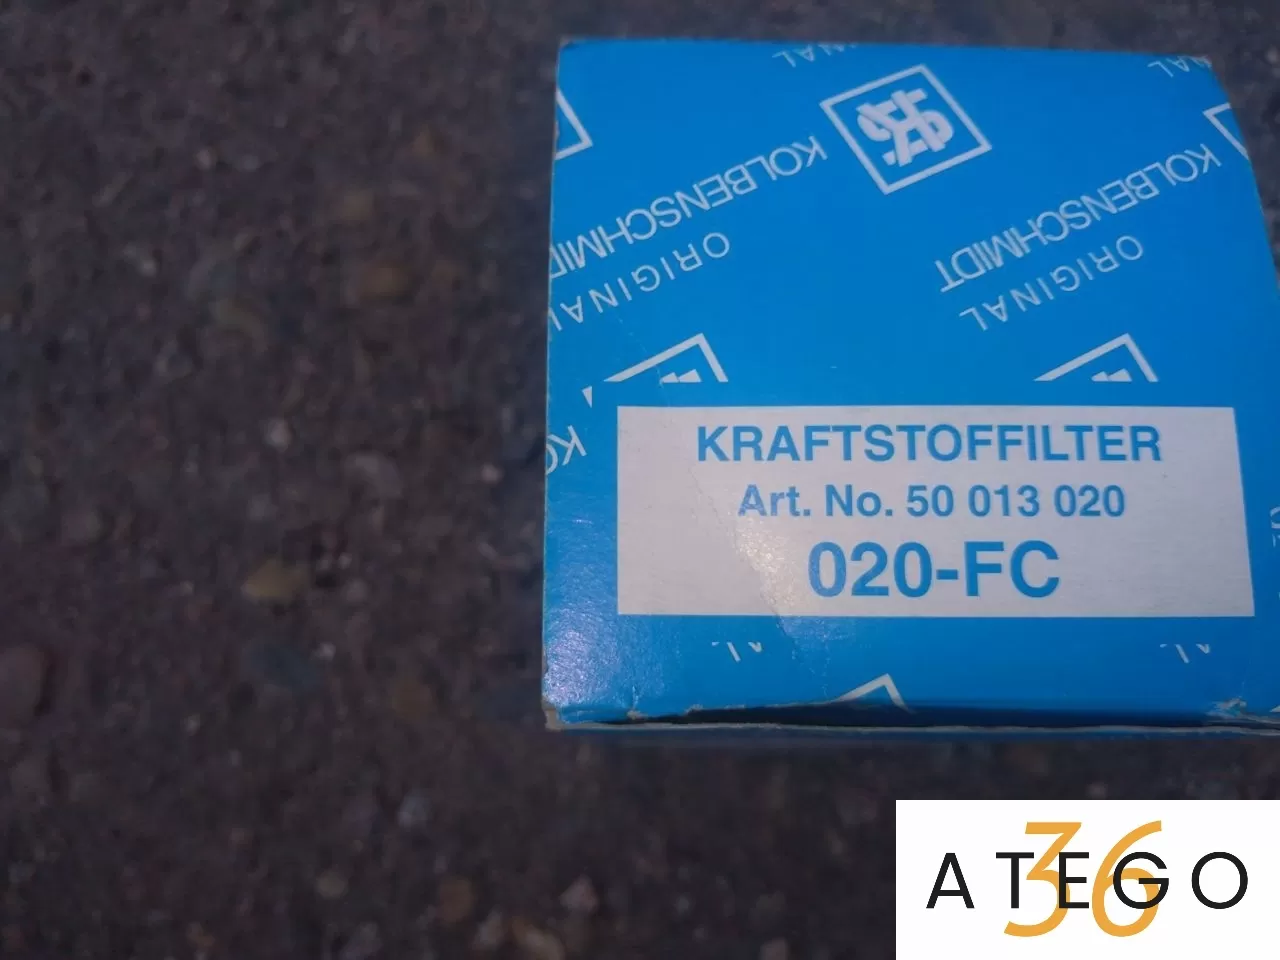 KOLBENSCHMIDT
ORIGINAL
KOLBENSCHMIDT
ORIGINAL
KRAFTSTOFFILTER
Art. No. 50 013 020
020-FC
ATEGO
36